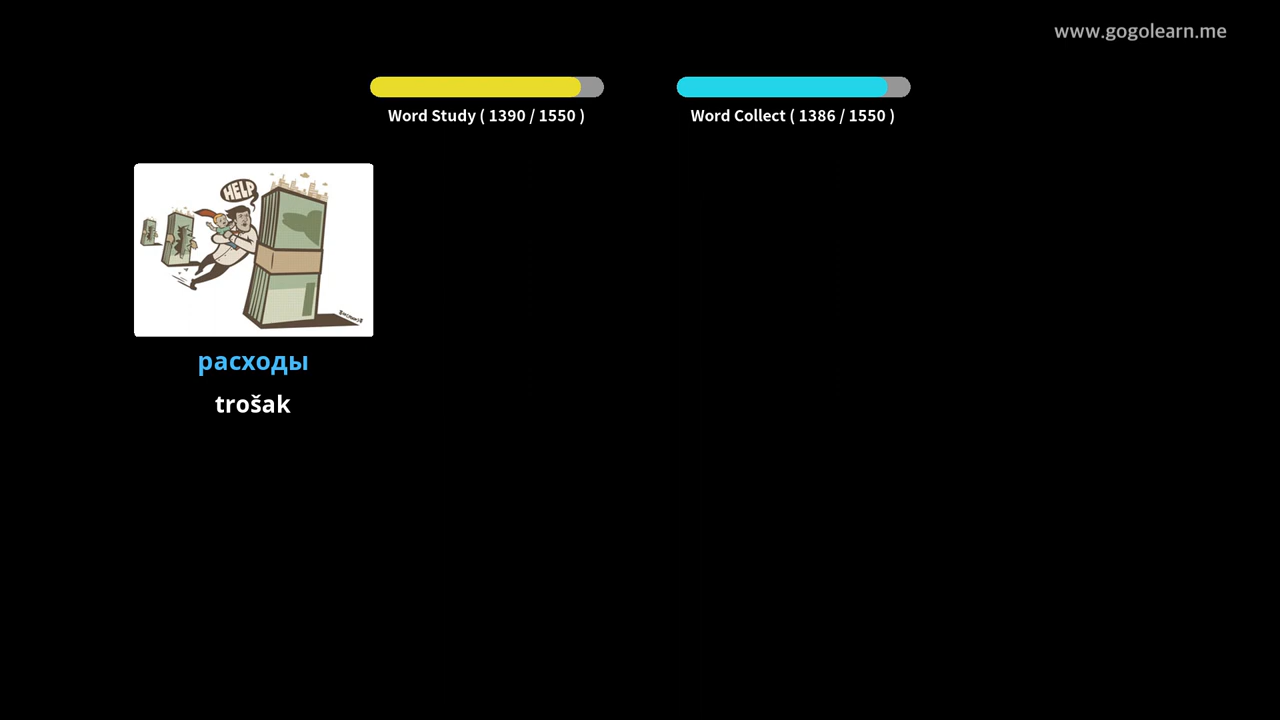 www.gogolearn.me
Word Study ( 1390 / 1550 )
Word Collect ( 1386 / 1550 )
HELP
расходы
trošak